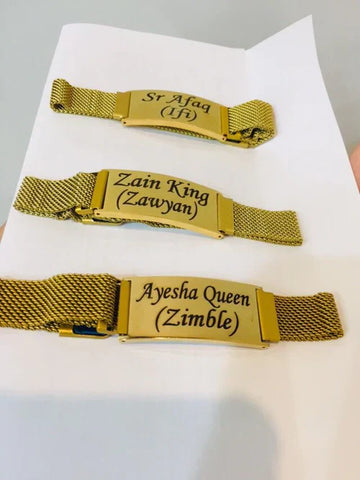 Sr Afaq
(Ifi)
Zain King
(Zawyan)
Ayesha Queen
(Zimble)